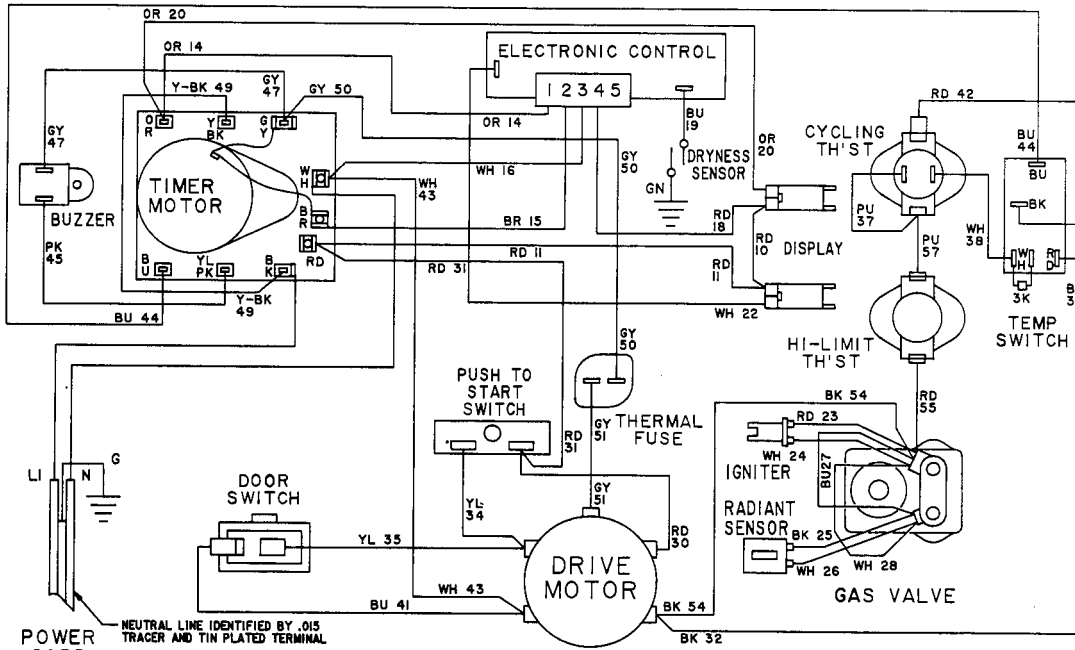 OR 20
OR 14
GY 47
Y-BK 49
GY 47
GY 50
OR
Y BK
GY
TIMER MOTOR
BUZZER
PK 45
WH
BR
RD
BU
YL PK
BK
BU 44
Y-BK 49
WH 43
WH 16
BR 15
RD 11
RD 31
ELECTRONIC CONTROL
1 2 3 4 5
OR 14
BU 19
DRYNESS SENSOR
GN
GY 50
OR 20
RD 18
RD 10
DISPLAY
RD 11
WH 22
CYCLING TH'ST
RD 42
PU 37
PU 57
WH 38
HI-LIMIT TH'ST
RD 55
BU 44
BU
BK
WH
RD
3K
TEMP SWITCH
GY 50
THERMAL FUSE
GY 51
GY 51
PUSH TO START SWITCH
RD 31
YL 34
RD 30
DOOR SWITCH
YL 35
WH 43
BU 41
DRIVE MOTOR
BK 54
BK 54
BK 32
RD 23
WH 24
IGNITER
BU27
RADIANT SENSOR
BK 25
WH 26
WH 28
GAS VALVE
L1
N
G
NEUTRAL LINE IDENTIFIED BY .015
TRACER AND TIN PLATED TERMINAL
POWER